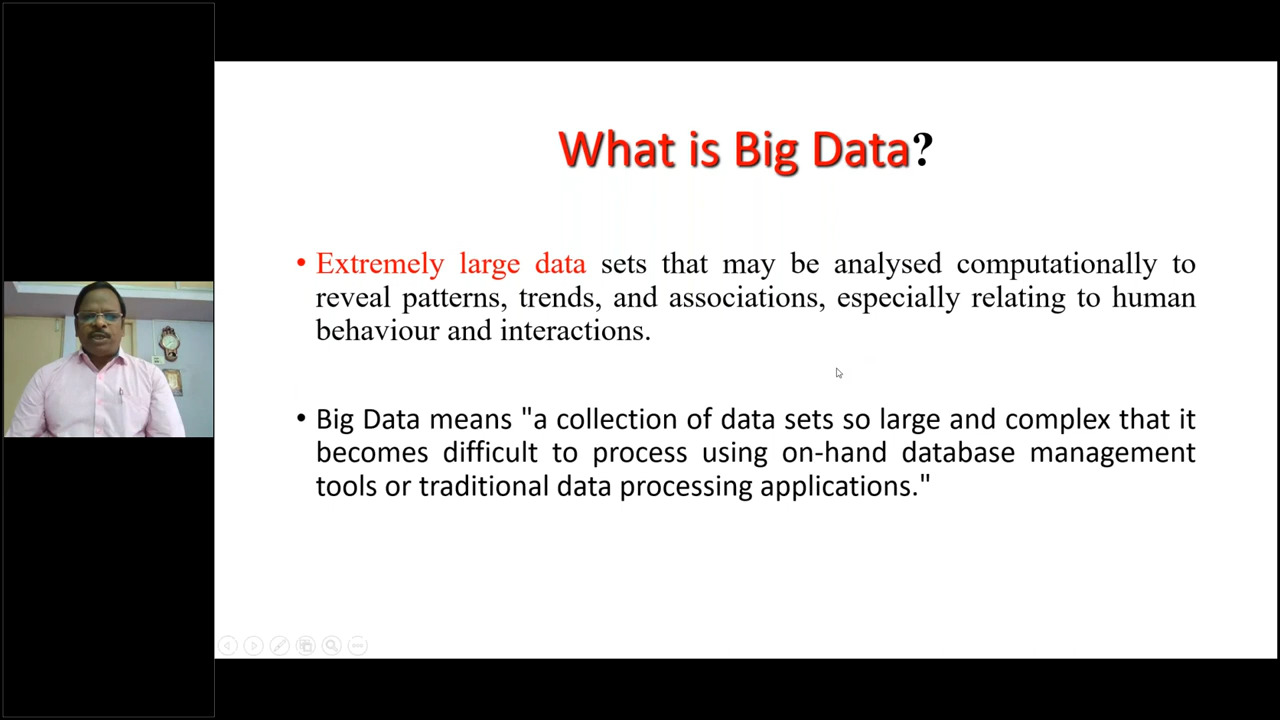 What is Big Data?
• Extremely large data sets that may be analysed computationally to
reveal patterns, trends, and associations, especially relating to human
behaviour and interactions.
• Big Data means "a collection of data sets so large and complex that it
becomes difficult to process using on-hand database management
tools or traditional data processing applications."